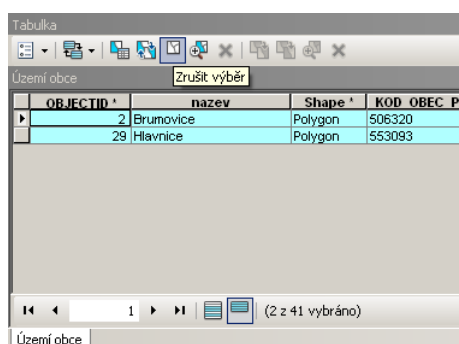 Tabulka
Území obce
Zrušit výběr
OBJECTID * nazev Shape * KOD_OBEC_P
2 Brumovice Polygon 506320
29 Hlavnice Polygon 553093
1 (2 z 41 vybráno)
Území obce